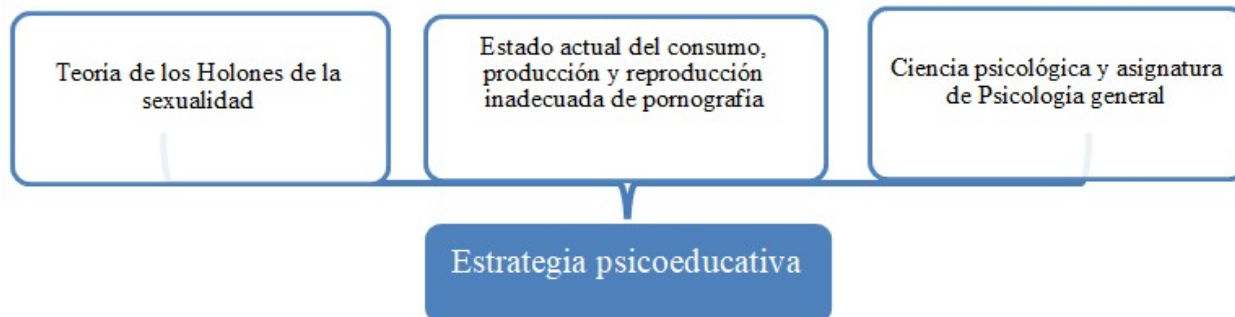 Teoría de los Holones de la
sexualidad
Estado actual del consumo,
producción y reproducción
inadecuada de pornografía
Ciencia psicológica y asignatura
de Psicología general
Estrategia psicoeducativa